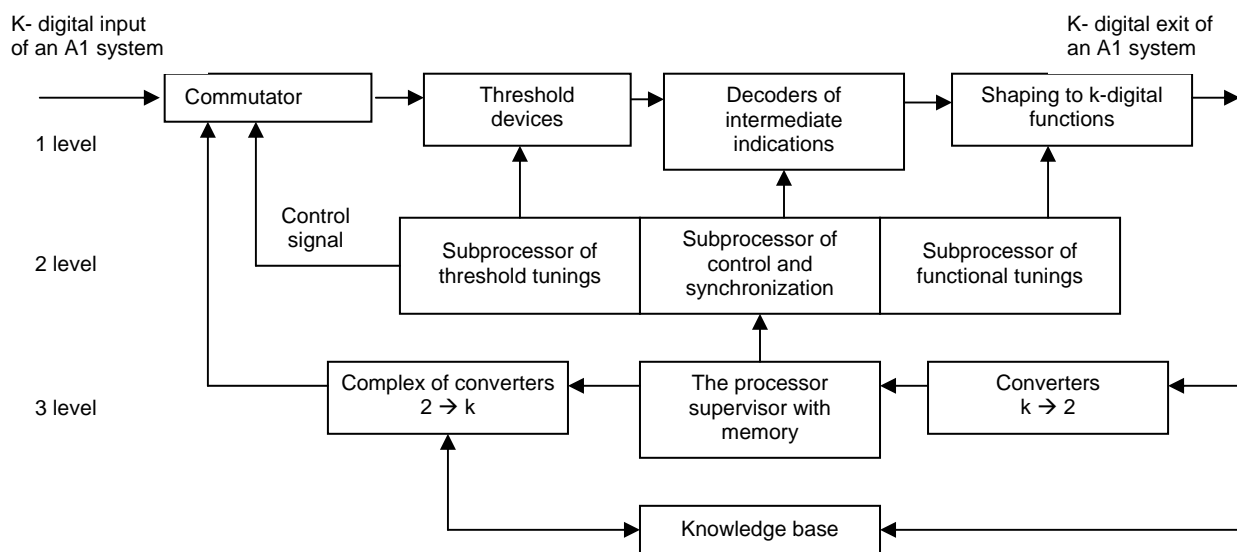 K- digital input
of an A1 system
K- digital exit of
an A1 system
Commutator
Threshold
devices
Decoders of
intermediate
indications
Shaping to k-digital
functions
1 level
Control
signal
2 level
Subprocessor of
threshold tunings
Subprocessor of
control and
synchronization
Subprocessor of
functional tunings
3 level
Complex of converters
2 → k
The processor
supervisor with
memory
Converters
k → 2
Knowledge base